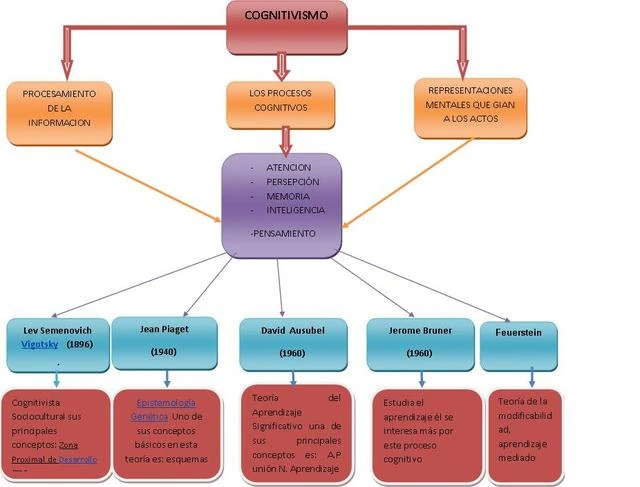 COGNITIVISMO
PROCESAMIENTO
DE LA
INFORMACION
LOS PROCESOS
COGNITIVOS
REPRESENTACIONES
MENTALES QUE GIAN
A LOS ACTOS
- ATENCION
- PERSEPCIÓN
- MEMORIA
- INTELIGENCIA
-PENSAMIENTO
Lev Semenovich
Vigotsky (1896)
.
Jean Piaget
(1940)
David Ausubel
(1960)
Jerome Bruner
(1960)
Feuerstein
Cognitivista
Sociocultural sus
principales
conceptos: Zona
Proximal de Desarrollo
Epistemología
Genética Uno de
sus conceptos
básicos en esta
teoría es: esquemas
Teoría del
Aprendizaje
Significativo una de
sus principales
conceptos es: A.P
unión N. Aprendizaje
Estudia el
aprendizaje él se
interesa más por
este proceso
cognitivo
Teoría de la
modificabilid
ad,
aprendizaje
mediado